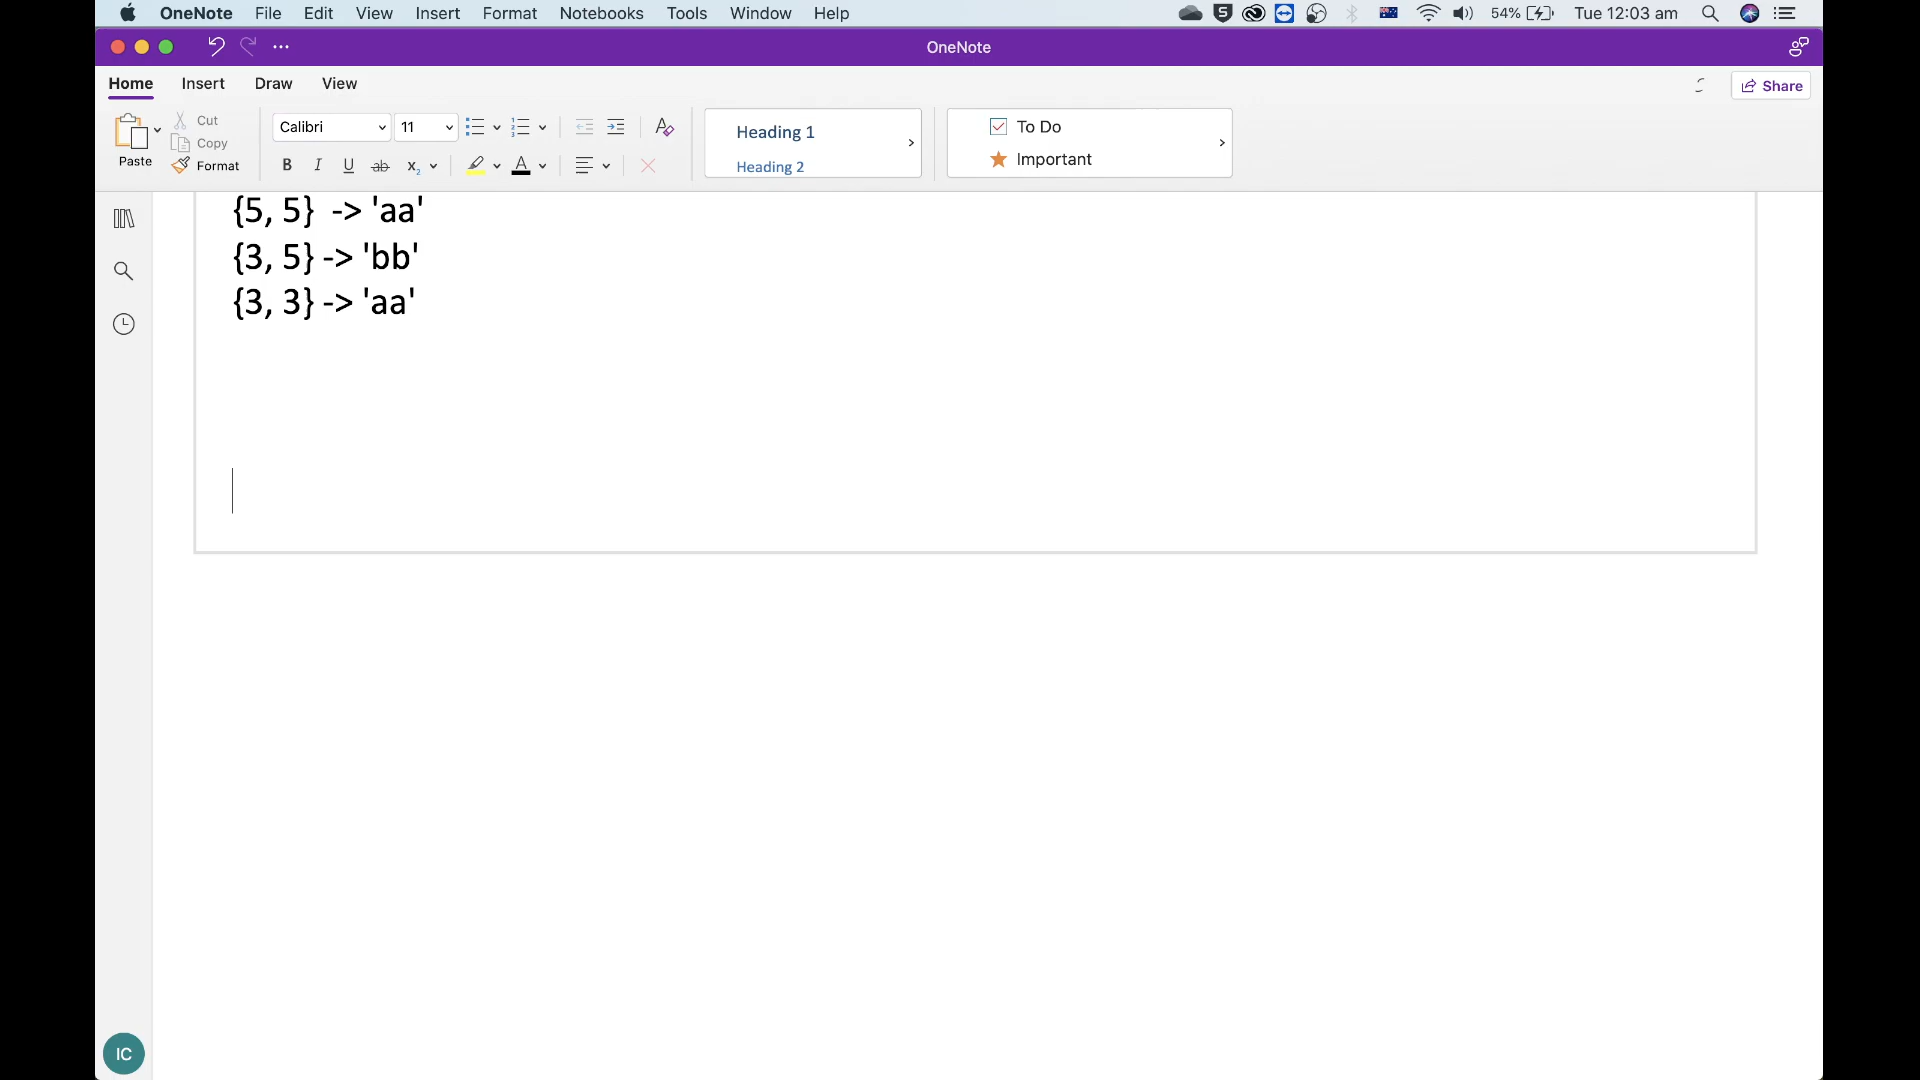 OneNote File Edit View Insert Format Notebooks Tools Window Help 54% Tue 12:03 am
OneNote
Home Insert Draw View Share
Paste Cut Copy Format
Calibri 11
B I U ab x₂ A
Heading 1
Heading 2
To Do
Important
{5, 5} -> 'aa'
{3, 5} -> 'bb'
{3, 3} -> 'aa'
IC